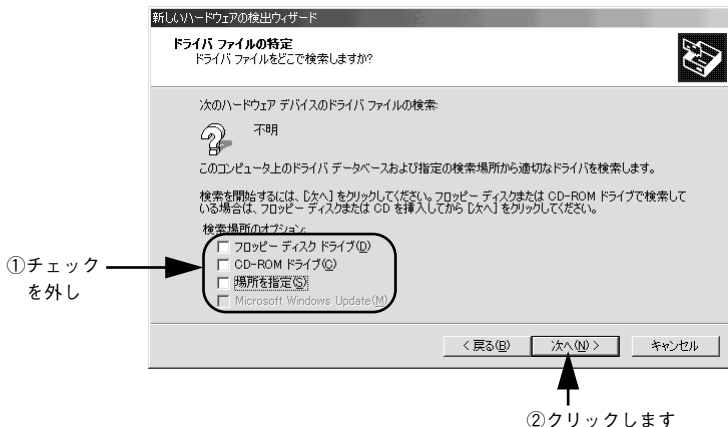 新しいハードウェアの検出ウィザード
ドライバ ファイルの特定
ドライバ ファイルをどこで検索しますか?
次のハードウェア デバイスのドライバ ファイルの検索:
不明
このコンピュータ上のドライバ データベースおよび指定の検索場所から適切なドライバを検索します。
検索を開始するには、[次へ] をクリックしてください。フロッピー ディスクまたは CD-ROM ドライブで検索して
いる場合は、フロッピー ディスクまたは CD を挿入してから [次へ] をクリックしてください。
検索場所のオプション:
フロッピー ディスク ドライブ(D)
CD-ROM ドライブ(C)
場所を指定(S)
Microsoft Windows Update(M)
①チェック
を外し
< 戻る(B)
次へ(N) >
キャンセル
②クリックします